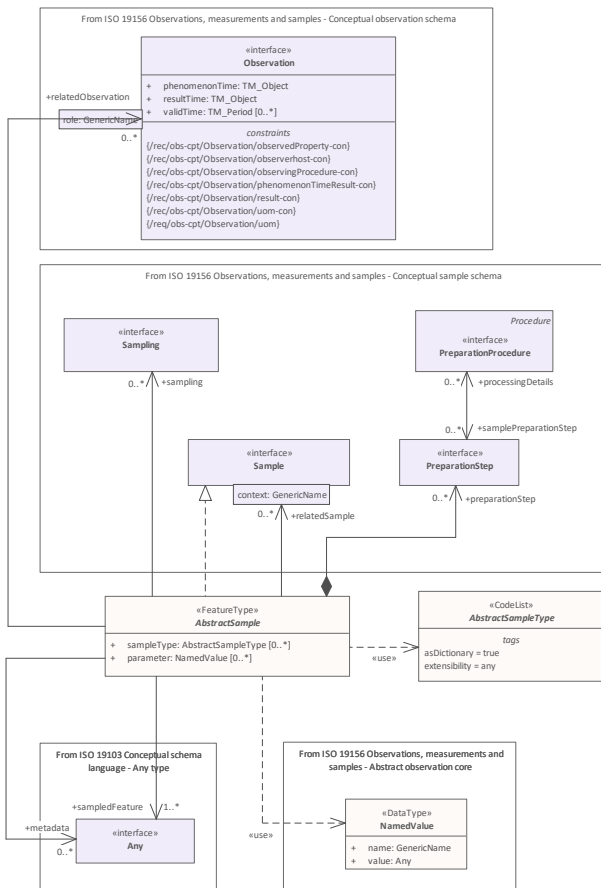 From ISO 19156 Observations, measurements and samples - Conceptual observation schema
«interface»
Observation
+ phenomenonTime: TM_Object
+ resultTime: TM_Object
+ validTime: TM_Period [0..*]
constraints
{/rec/obs-cpt/Observation/observedProperty-con}
{/rec/obs-cpt/Observation/observerhost-con}
{/rec/obs-cpt/Observation/observingProcedure-con}
{/rec/obs-cpt/Observation/phenomenonTimeResult-con}
{/rec/obs-cpt/Observation/result-con}
{/rec/obs-cpt/Observation/uom-con}
{/req/obs-cpt/Observation/uom}
+relatedObservation
role: GenericName
0..*
From ISO 19156 Observations, measurements and samples - Conceptual sample schema
«interface»
Sampling
0..* +sampling
Procedure
«interface»
PreparationProcedure
0..* +processingDetails
0..* +samplePreparationStep
«interface»
Sample
context: GenericName
0..* +relatedSample
«interface»
PreparationStep
0..* +preparationStep
«FeatureType»
AbstractSample
+ sampleType: AbstractSampleType [0..*]
+ parameter: NamedValue [0..*]
«use»
«CodeList»
AbstractSampleType
tags
asDictionary = true
extensibility = any
From ISO 19103 Conceptual schema
language - Any type
+sampledFeature 1..*
+metadata
0..*
«interface»
Any
From ISO 19156 Observations, measurements and
samples - Abstract observation core
«use»
«DataType»
NamedValue
+ name: GenericName
+ value: Any